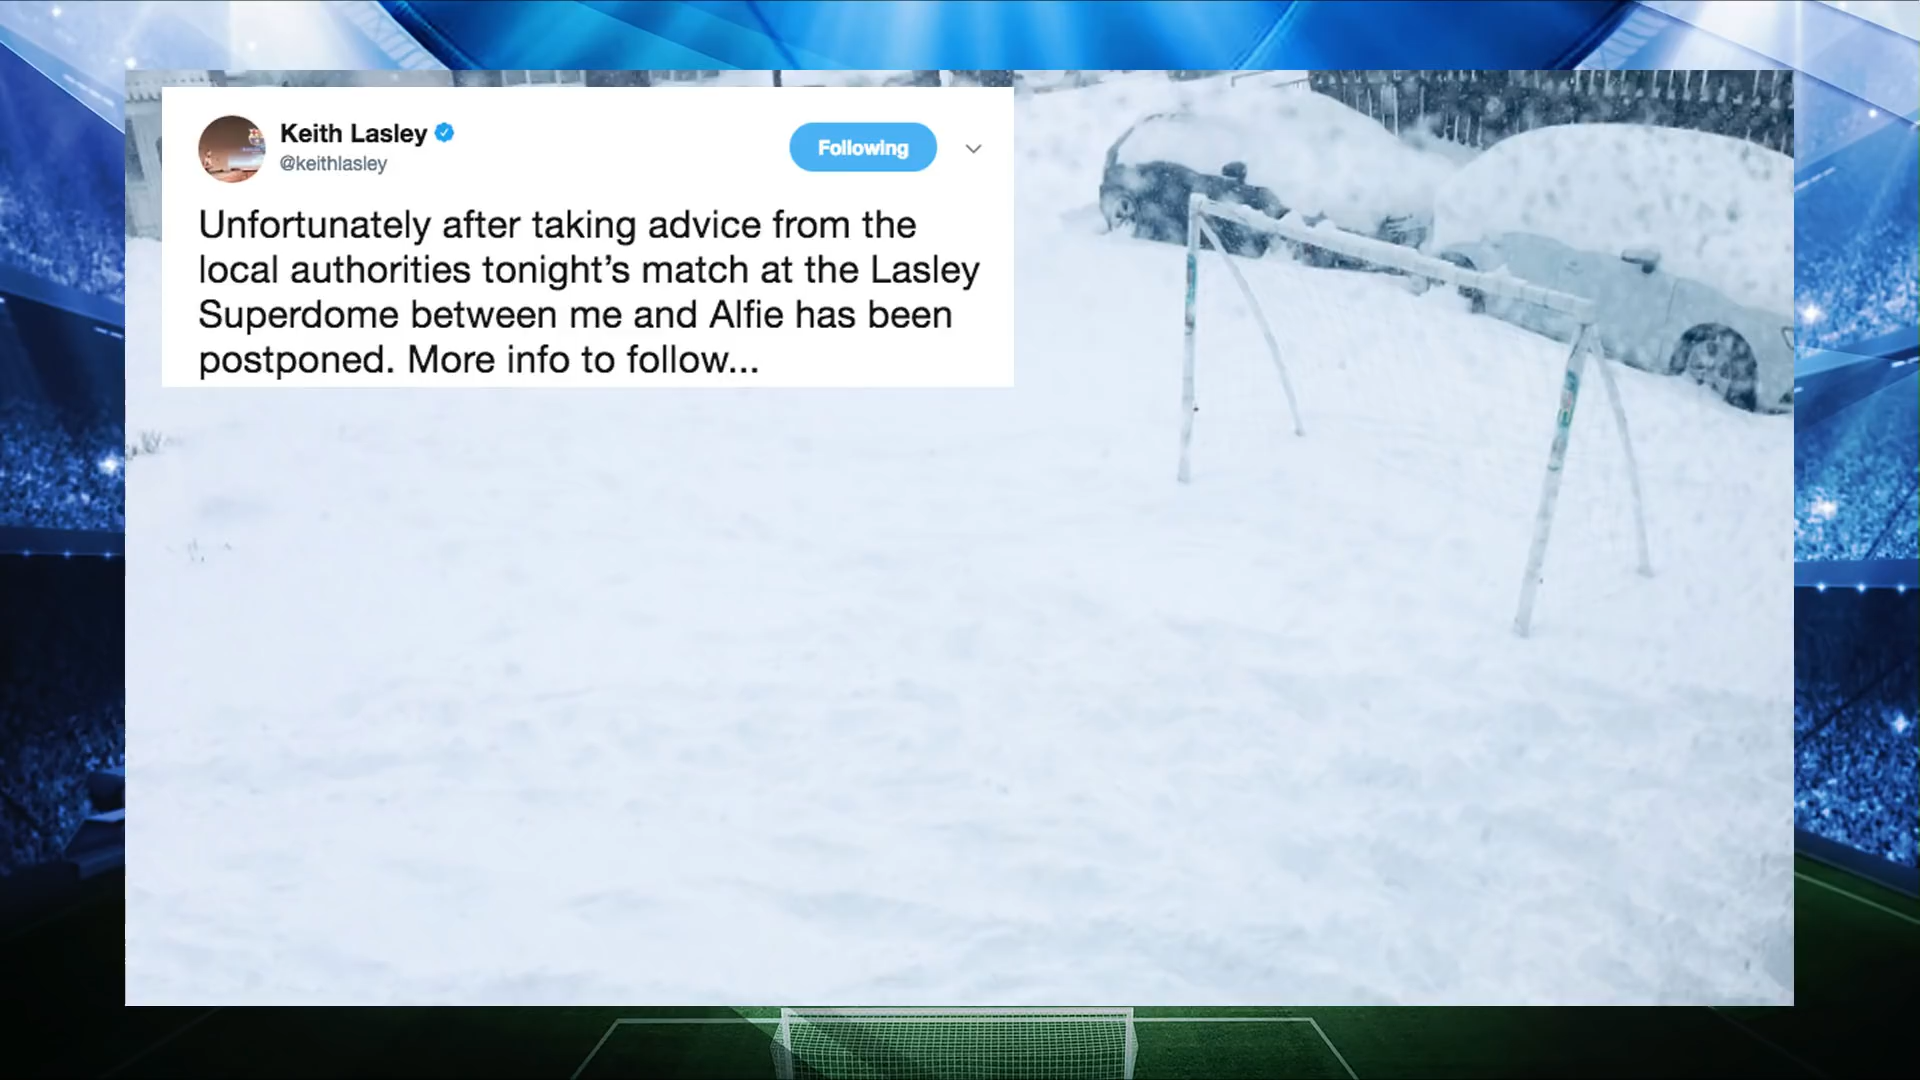 Keith Lasley
@keithlasley
Following
Unfortunately after taking advice from the
local authorities tonight’s match at the Lasley
Superdome between me and Alfie has been
postponed. More info to follow...